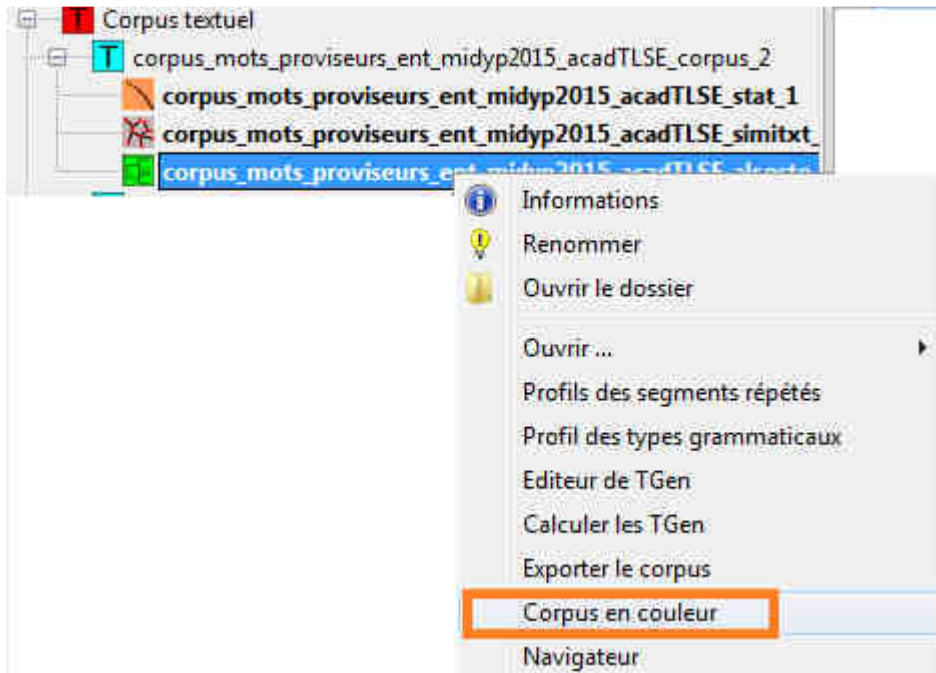 Corpus textuel
corpus_mots_proviseurs_ent_midyp2015_acadTLSE_corpus_2
corpus_mots_proviseurs_ent_midyp2015_acadTLSE_stat_1
corpus_mots_proviseurs_ent_midyp2015_acadTLSE_simitxt_
corpus_mots_proviseurs_ent_midyp2015_acadTLSE_alceste
Informations
Renommer
Ouvrir le dossier
Ouvrir ...
Profils des segments répétés
Profil des types grammaticaux
Editeur de TGen
Calculer les TGen
Exporter le corpus
Corpus en couleur
Navigateur